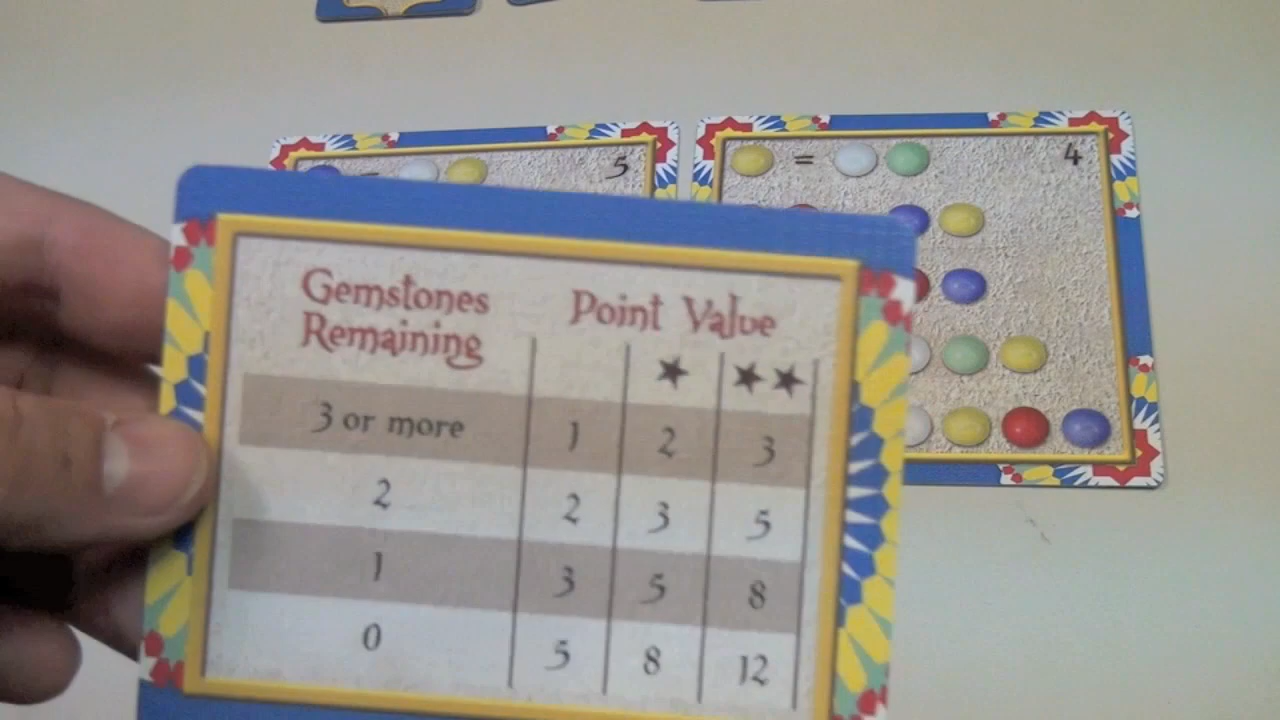 5
= 4
Gemstones Point Value
Remaining
★ ★★
3 or more 1 2 3
2 2 3 5
1 3 5 8
0 5 8 12